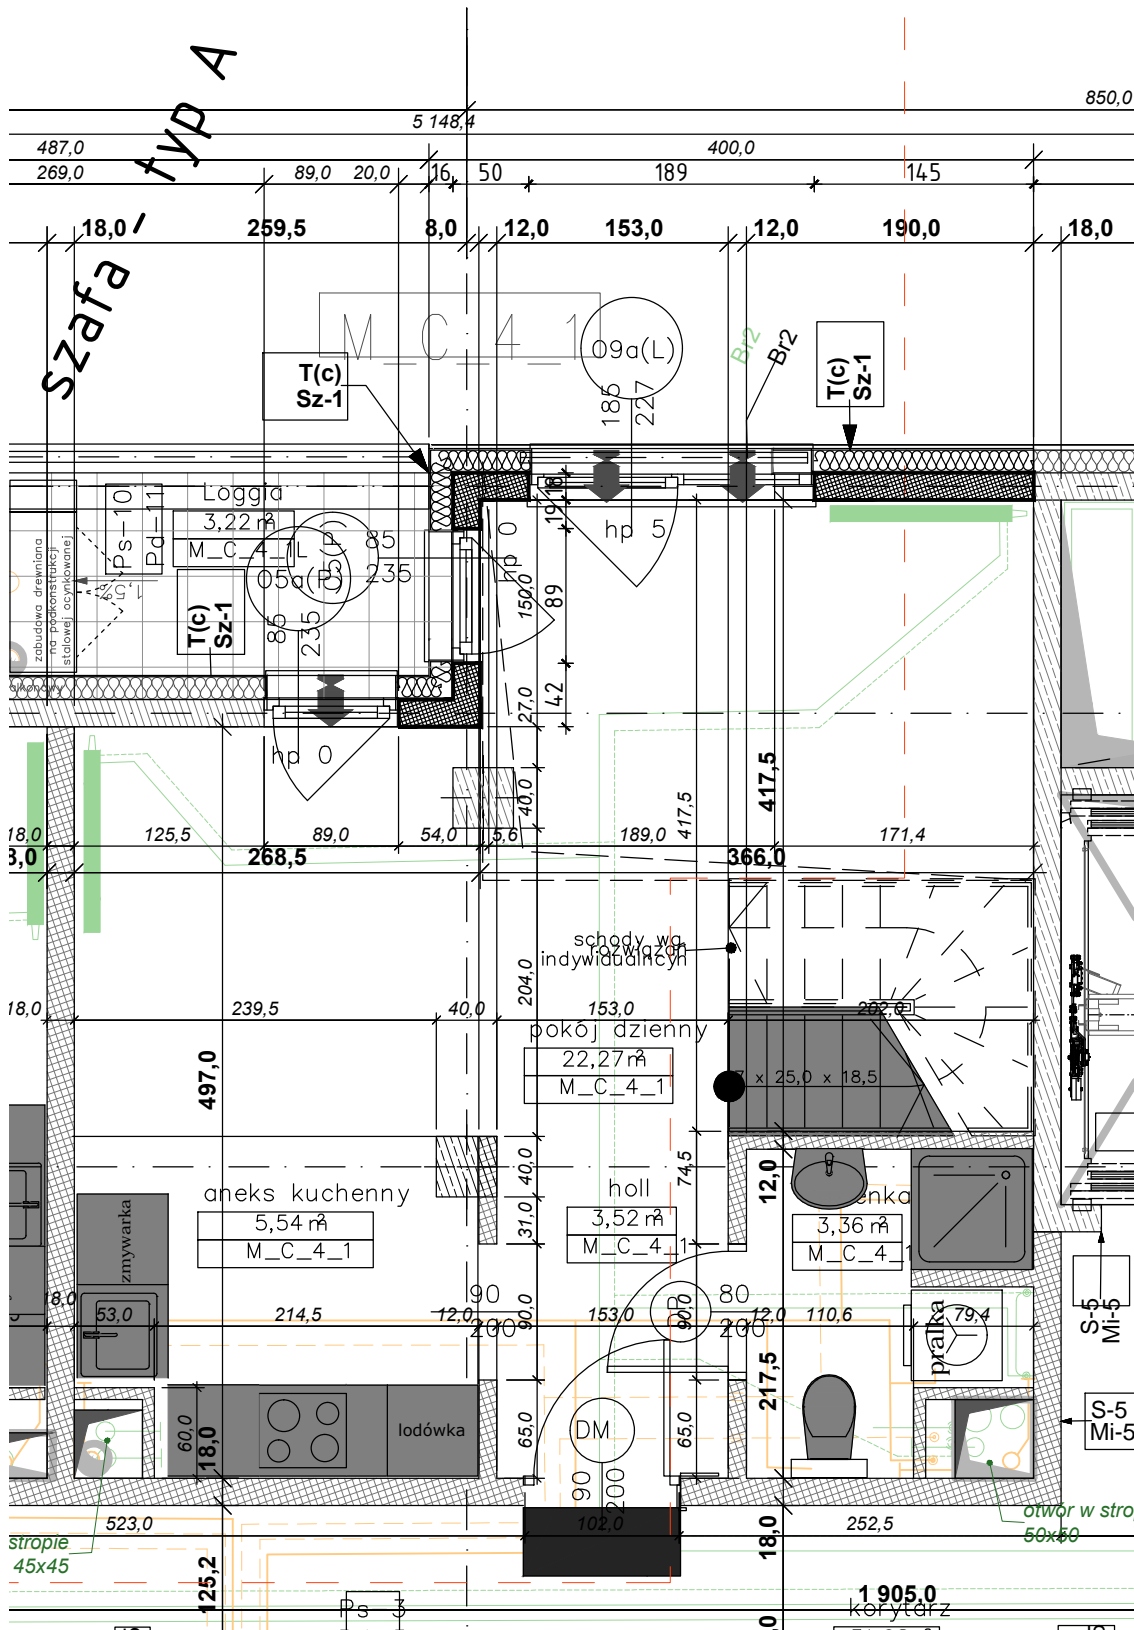 850,0
5 148,4
487,0
400,0
269,0
89,0
20,0
16
50
189
145
18,0
259,5
8,0
12,0
153,0
12,0
190,0
18,0
szafa - typ A
M C 4 1
09a(L)
185
227
Br2
Br2
T(c)
Sz-1
T(c)
Sz-1
Loggia
3,22 m²
M_C_4_1
Ps-10
Pd-11
1,5%
zabudowa drewniana
na podkonstrukcji
stalowej ocynkowanej
05a(P)
85
235
85
235
T(c)
Sz-1
hp 0
hp 5
hp 0
18
19
150,0
89
27,0
42
40,0
417,5
417,5
18,0
125,5
89,0
54,0
5,6
189,0
171,4
268,5
366,0
schody wg
rozwiązań
204,0
18,0
239,5
40,0
153,0
202,0
pokój dzienny
22,27 m²
M_C_4_1
7 x 25,0 x 18,5
497,0
74,5
12,0
40,0
31,0
aneks kuchenny
5,54 m²
M_C_4_1
holl
3,52 m²
M_C_4_1
3,36 m²
M_C_4_1
zmywarka
90
200
80
200
18,0
53,0
214,5
12,0
90,0
153,0
90,0
12,0
110,6
79,4
pralka
S-5
Mi-5
217,5
60,0
18,0
lodówka
65,0
65,0
DM
90
200
S-5
Mi-5
523,0
102,0
18,0
252,5
stropie
45x45
50x50
125,2
1 905,0
Ps-3
korytarz